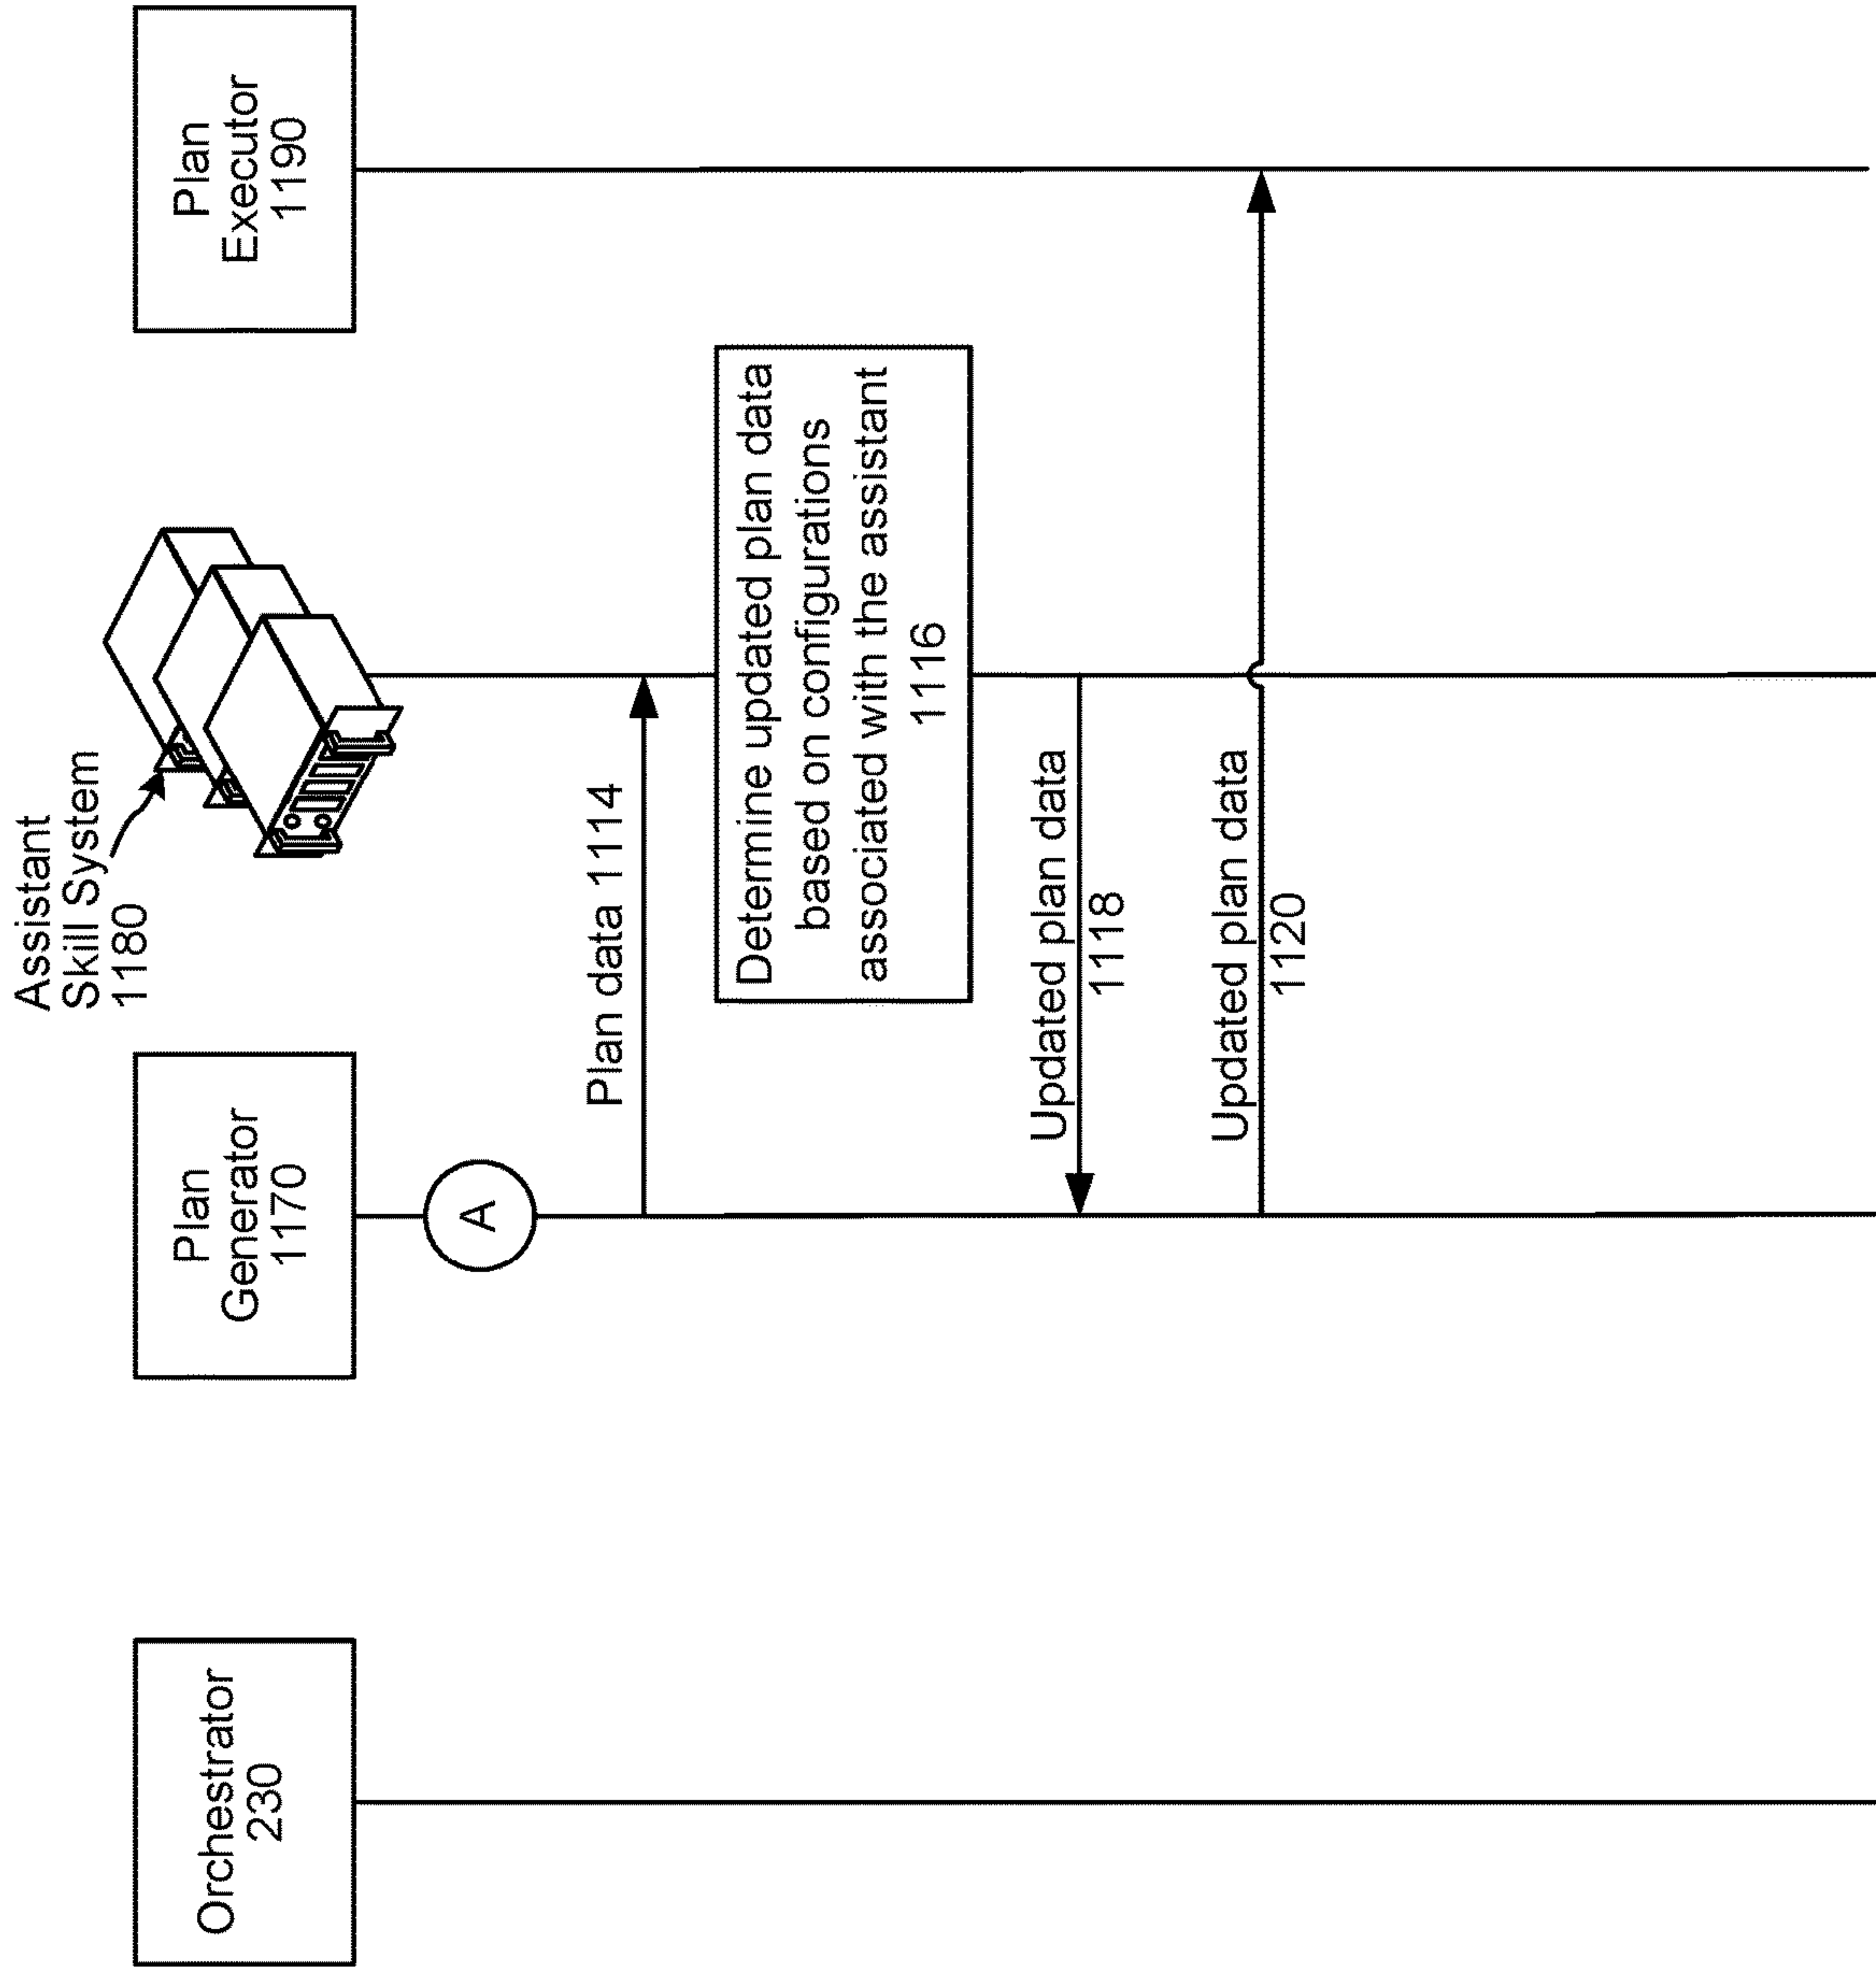 Orchestrator
230
Plan
Generator
1170
Assistant
Skill System
1180
Plan
Executor
1190
A
Plan data 1114
Determine updated plan data
based on configurations
associated with the assistant
1116
Updated plan data
1118
Updated plan data
1120